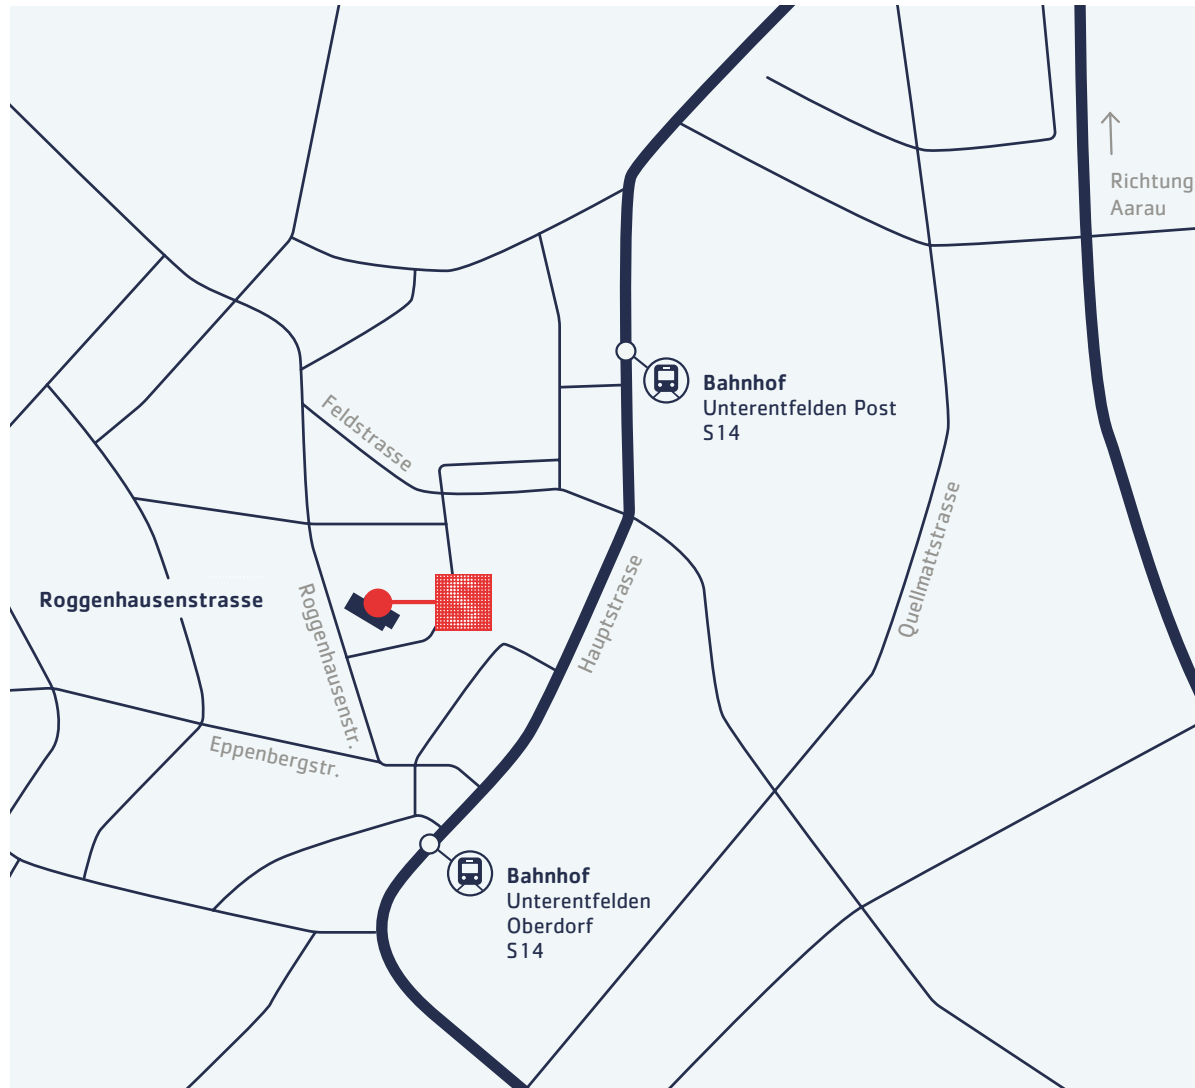 Richtung
Aarau
Bahnhof
Unterentfelden Post
S14
Feldstrasse
Quellmattstrasse
Hauptstrasse
Roggenhausenstrasse
Roggenhausenstr.
Eppenbergstr.
Bahnhof
Unterentfelden
Oberdorf
S14